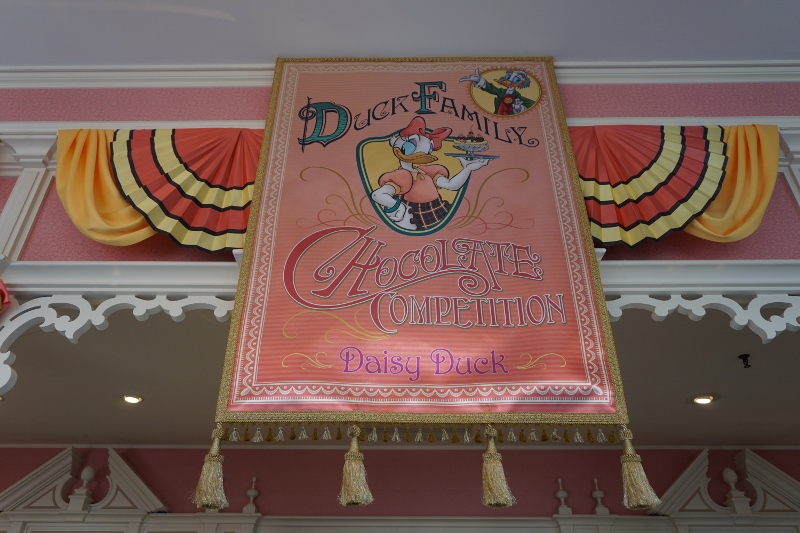 Duck Family
Chocolate
Competition
Daisy Duck